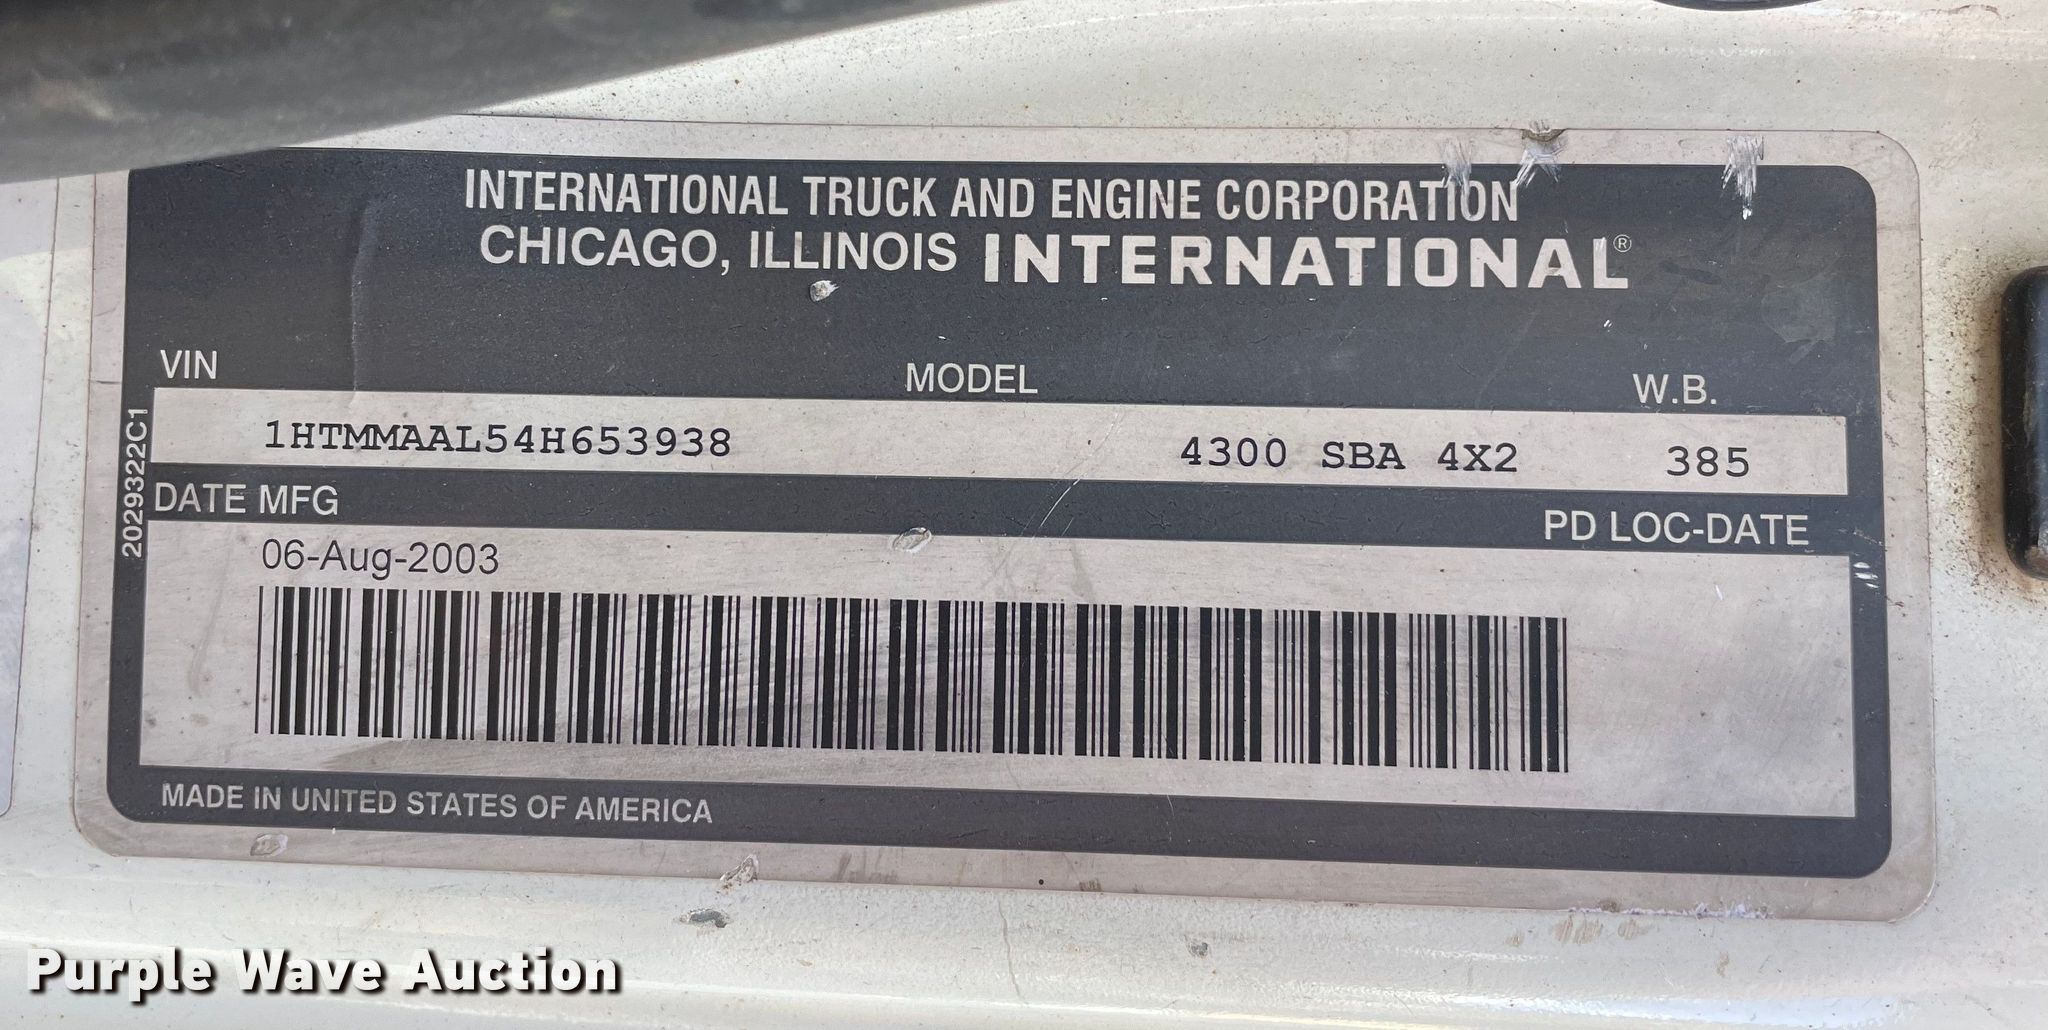 INTERNATIONAL TRUCK AND ENGINE CORPORATION
CHICAGO, ILLINOIS INTERNATIONAL®
VIN MODEL W.B.
1HTMMAAL54H653938 4300 SBA 4X2 385
2029322C1
DATE MFG PD LOC-DATE
06-Aug-2003
MADE IN UNITED STATES OF AMERICA
Purple Wave Auction